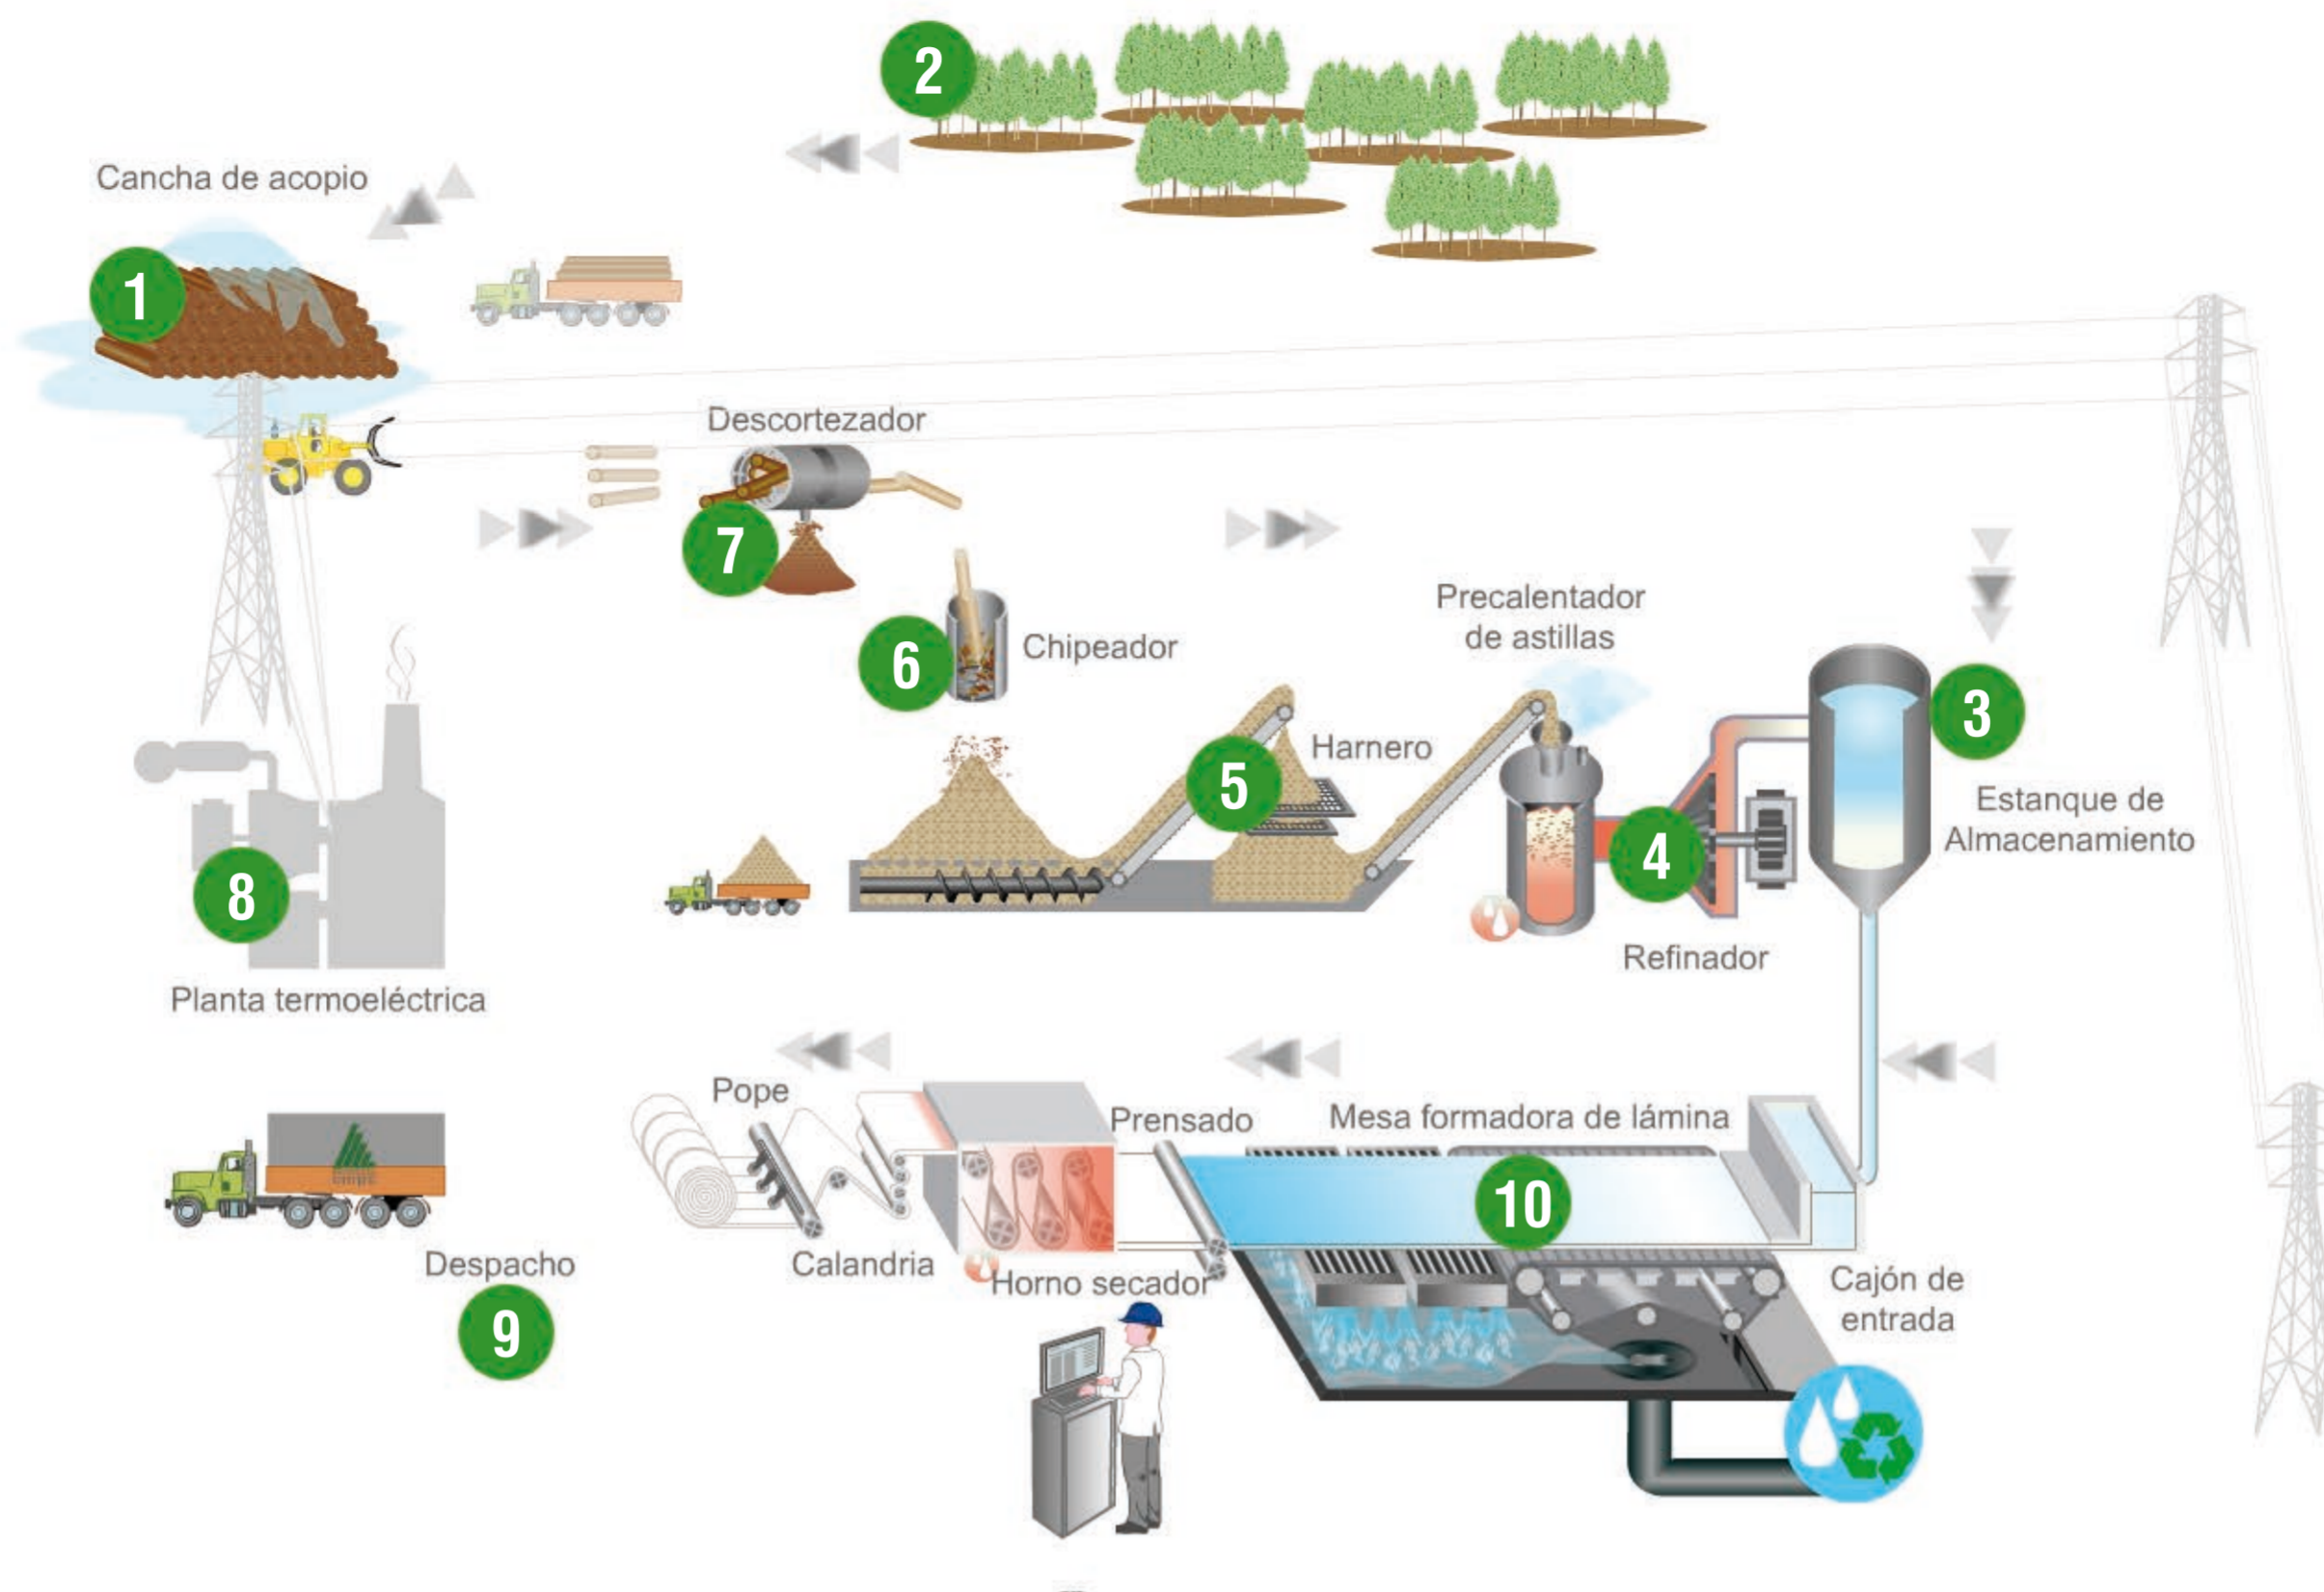 2
Cancha de acopio
1
Descortezador
7
6
Chipeador
Precalentador
de astillas
3
Harnero
5
4
Estanque de
Almacenamiento
8
Refinador
Planta termoeléctrica
Pope
Prensado
Mesa formadora de lámina
10
Despacho
Calandria
Horno secador
Cajón de
entrada
9